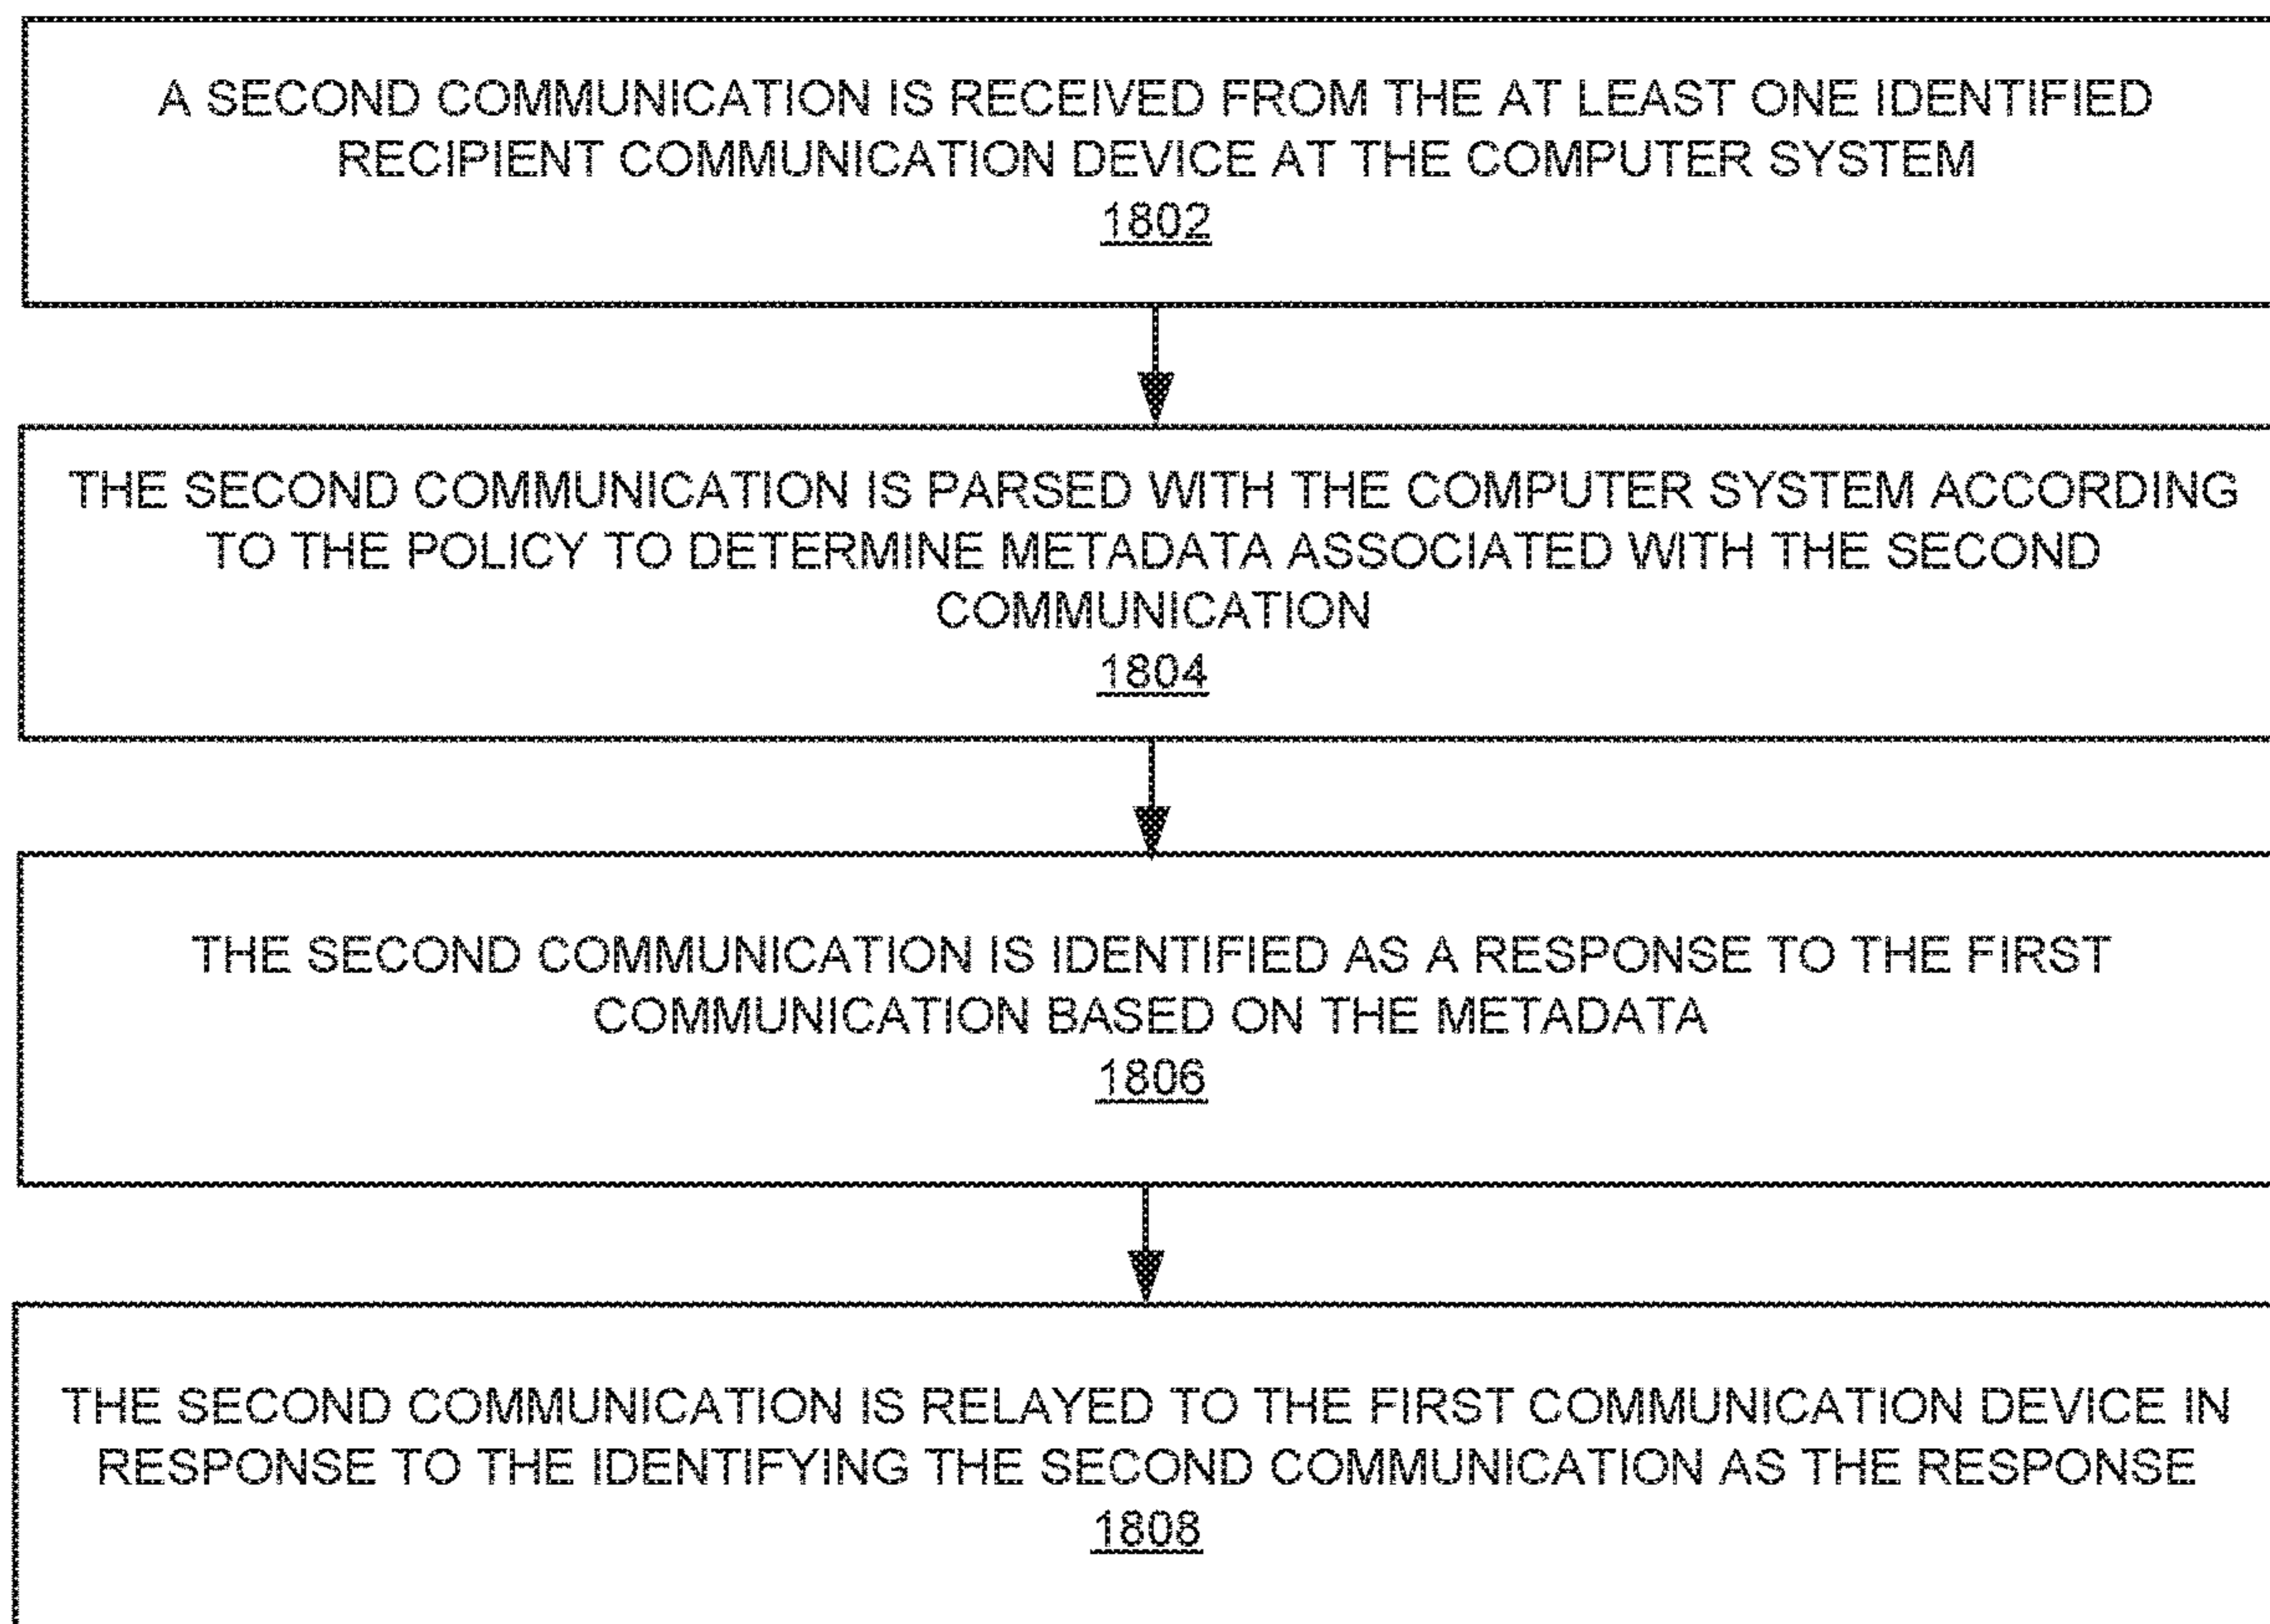 A SECOND COMMUNICATION IS RECEIVED FROM THE AT LEAST ONE IDENTIFIED
RECIPIENT COMMUNICATION DEVICE AT THE COMPUTER SYSTEM
1802
THE SECOND COMMUNICATION IS PARSED WITH THE COMPUTER SYSTEM ACCORDING
TO THE POLICY TO DETERMINE METADATA ASSOCIATED WITH THE SECOND
COMMUNICATION
1804
THE SECOND COMMUNICATION IS IDENTIFIED AS A RESPONSE TO THE FIRST
COMMUNICATION BASED ON THE METADATA
1806
THE SECOND COMMUNICATION IS RELAYED TO THE FIRST COMMUNICATION DEVICE IN
RESPONSE TO THE IDENTIFYING THE SECOND COMMUNICATION AS THE RESPONSE
1808